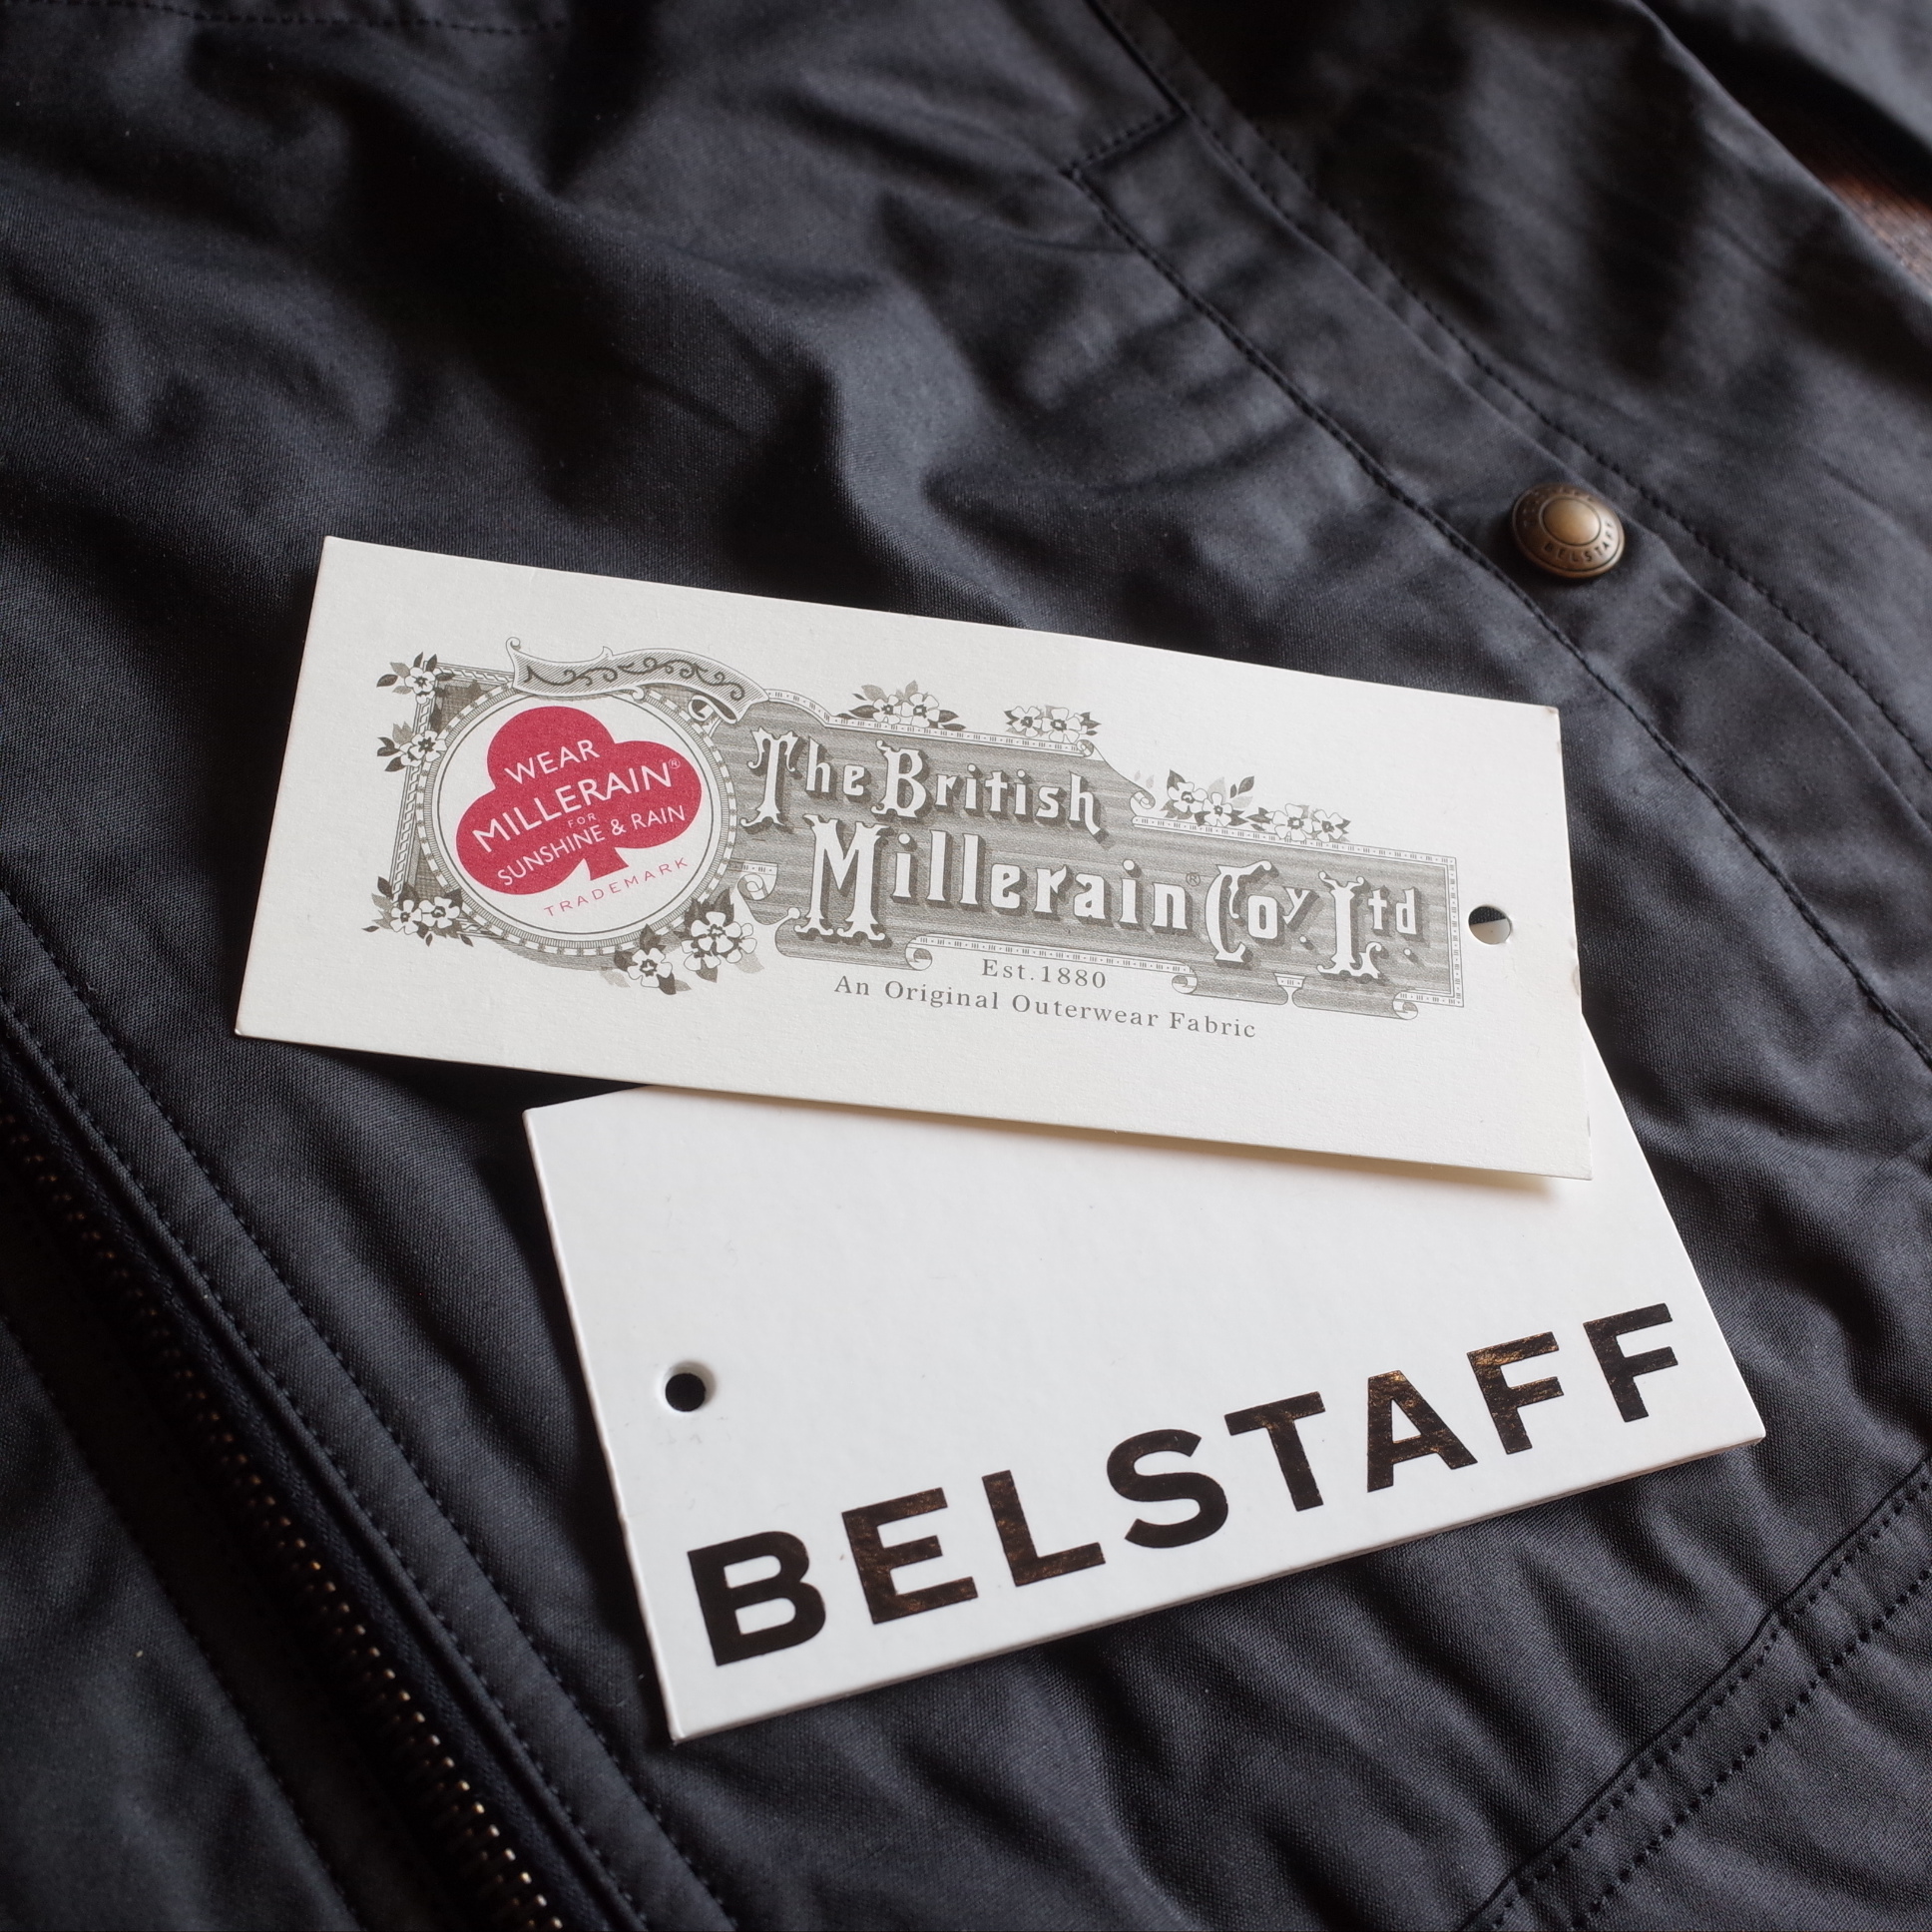 WEAR
MILLERAIN®
FOR
SUNSHINE & RAIN
TRADEMARK
The British
Millerain® Coy. Ltd.
Est.1880
An Original Outerwear Fabric
BELSTAFF
BELSTAFF